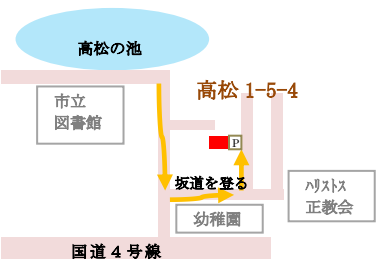 高松の池
高松 1-5-4
市立
図書館
P
坂道を登る
ﾊﾘｽﾄｽ
正教会
幼稚園
国道４号線